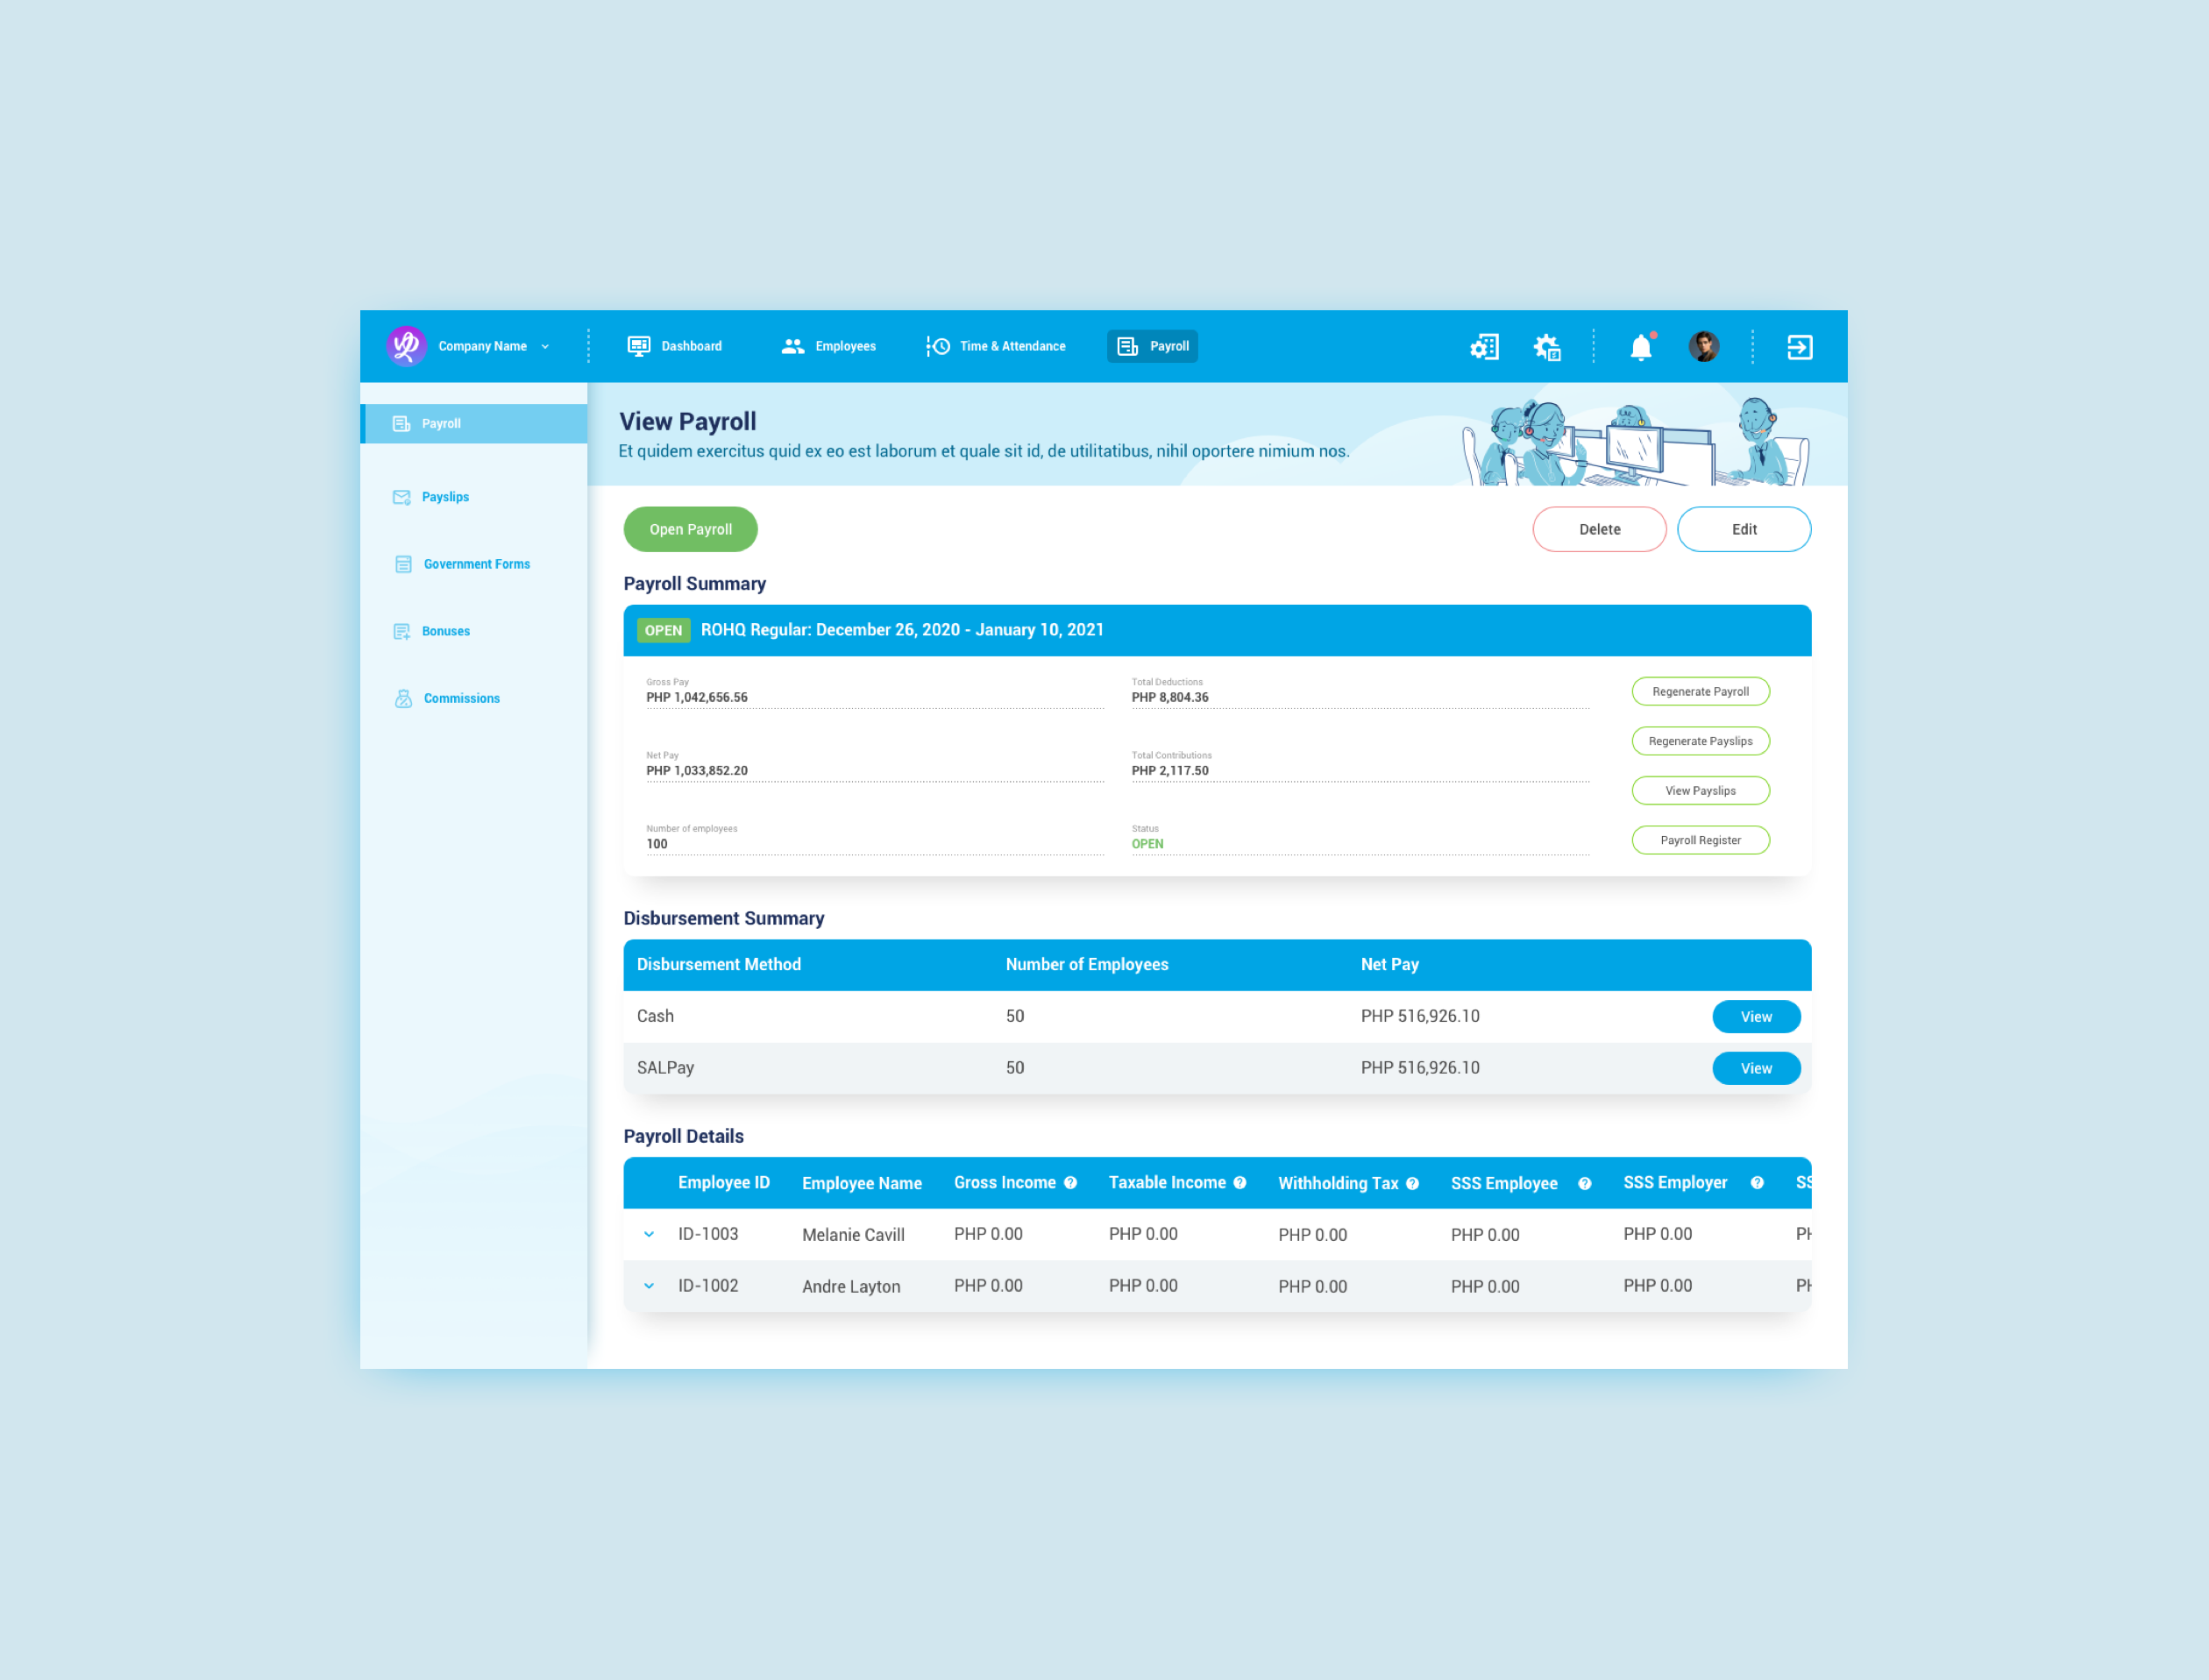 Company Name
Dashboard
Employees
Time & Attendance
Payroll
Payroll
Payslips
Government Forms
Bonuses
Commissions
View Payroll
Et quidem exercitus quid ex eo est laborum et quale sit id, de utilitatibus, nihil oportere nimium nos.
Open Payroll
Delete
Edit
Payroll Summary
OPEN ROHQ Regular: December 26, 2020 - January 10, 2021
Gross Pay
PHP 1,042,656.56
Total Deductions
PHP 8,804.36
Net Pay
PHP 1,033,852.20
Total Contributions
PHP 2,117.50
Number of employees
100
Status
OPEN
Regenerate Payroll
Regenerate Payslips
View Payslips
Payroll Register
Disbursement Summary
Disbursement Method Number of Employees Net Pay
Cash 50 PHP 516,926.10 View
SALPay 50 PHP 516,926.10 View
Payroll Details
Employee ID Employee Name Gross Income Taxable Income Withholding Tax SSS Employee SSS Employer
ID-1003 Melanie Cavill PHP 0.00 PHP 0.00 PHP 0.00 PHP 0.00 PHP 0.00
ID-1002 Andre Layton PHP 0.00 PHP 0.00 PHP 0.00 PHP 0.00 PHP 0.00